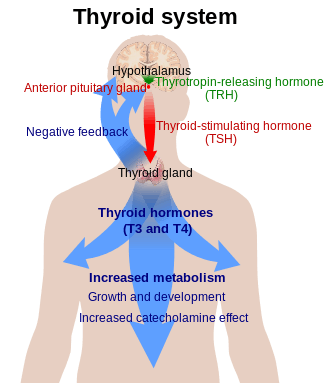 Thyroid system
Hypothalamus
Thyrotropin-releasing hormone
(TRH)
Anterior pituitary gland
Negative feedback
Thyroid-stimulating hormone
(TSH)
Thyroid gland
Thyroid hormones
(T3 and T4)
Increased metabolism
Growth and development
Increased catecholamine effect